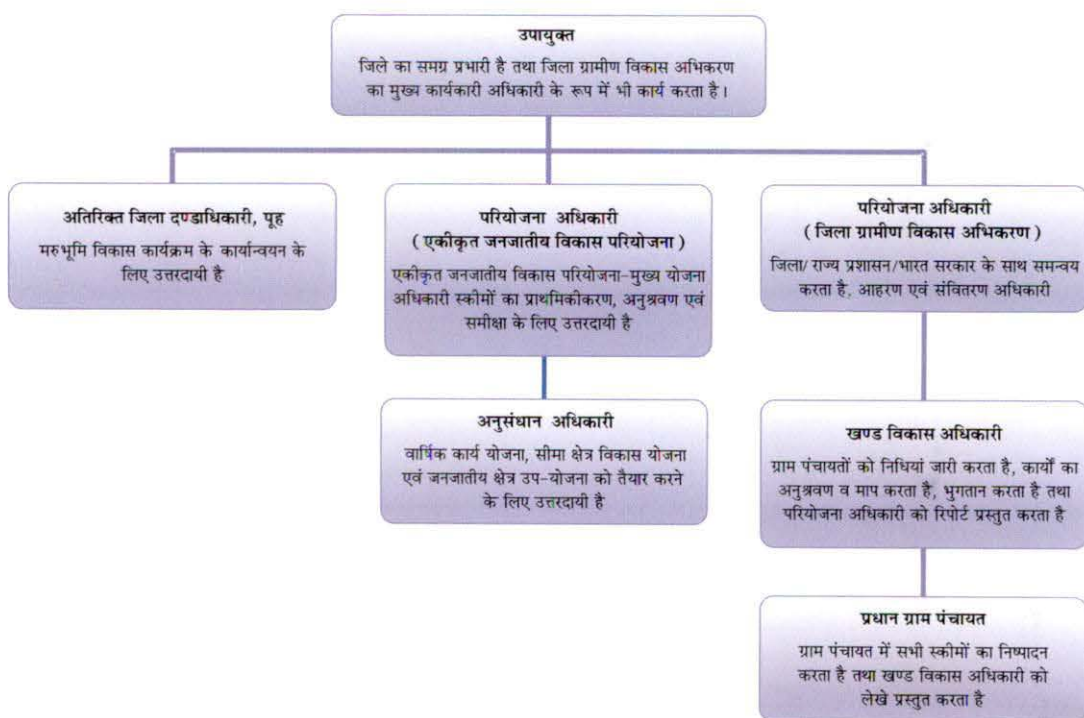 उपायुक्त
जिले का समग्र प्रभारी है तथा जिला ग्रामीण विकास अभिकरण
का मुख्य कार्यकारी अधिकारी के रूप में भी कार्य करता है।
अतिरिक्त जिला दण्डाधिकारी, पूह
मरुभूमि विकास कार्यक्रम के कार्यान्वयन के
लिए उत्तरदायी है
परियोजना अधिकारी
( एकीकृत जनजातीय विकास परियोजना )
एकीकृत जनजातीय विकास परियोजना-मुख्य योजना
अधिकारी स्कीमों का प्राथमिकीकरण, अनुश्रवण एवं
समीक्षा के लिए उत्तरदायी है
परियोजना अधिकारी
( जिला ग्रामीण विकास अभिकरण )
जिला/राज्य प्रशासन/भारत सरकार के साथ समन्वय
करता है, आहरण एवं संवितरण अधिकारी
अनुसंधान अधिकारी
वार्षिक कार्य योजना, सीमा क्षेत्र विकास योजना
एवं जनजातीय क्षेत्र उप-योजना को तैयार करने
के लिए उत्तरदायी है
खण्ड विकास अधिकारी
ग्राम पंचायतों को निधियां जारी करता है, कार्यों का
अनुश्रवण व माप करता है, भुगतान करता है तथा
परियोजना अधिकारी को रिपोर्ट प्रस्तुत करता है
प्रधान ग्राम पंचायत
ग्राम पंचायत में सभी स्कीमों का निष्पादन
करता है तथा खण्ड विकास अधिकारी को
लेखे प्रस्तुत करता है